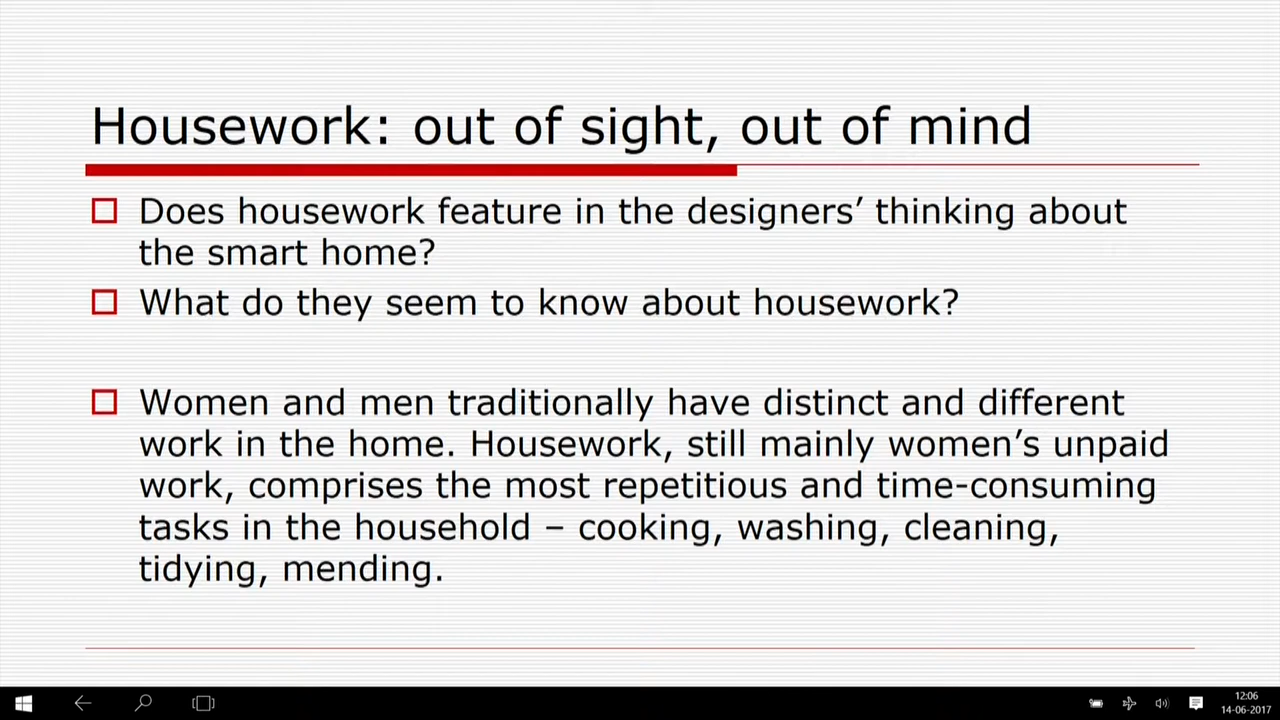 Housework: out of sight, out of mind
Does housework feature in the designers’ thinking about
the smart home?
What do they seem to know about housework?
Women and men traditionally have distinct and different
work in the home. Housework, still mainly women’s unpaid
work, comprises the most repetitious and time-consuming
tasks in the household – cooking, washing, cleaning,
tidying, mending.
12:06
14-06-2017